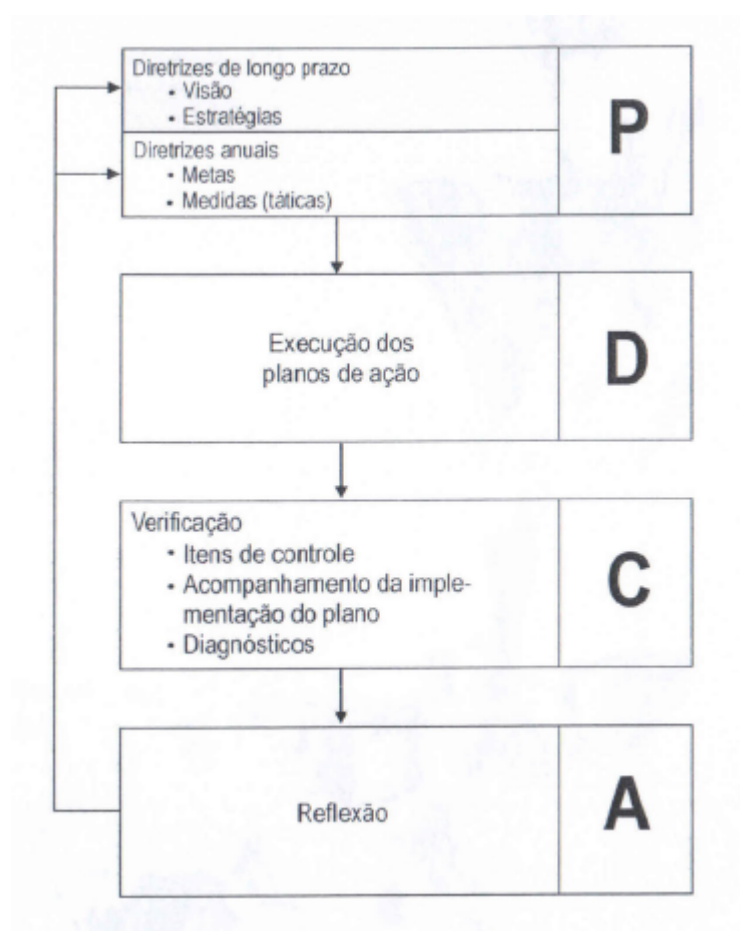 Diretrizes de longo prazo
• Visão
• Estratégias
P
Diretrizes anuais
• Metas
• Medidas (táticas)
Execução dos
planos de ação
D
Verificação
• Itens de controle
• Acompanhamento da imple-
mentação do plano
• Diagnósticos
C
Reflexão
A